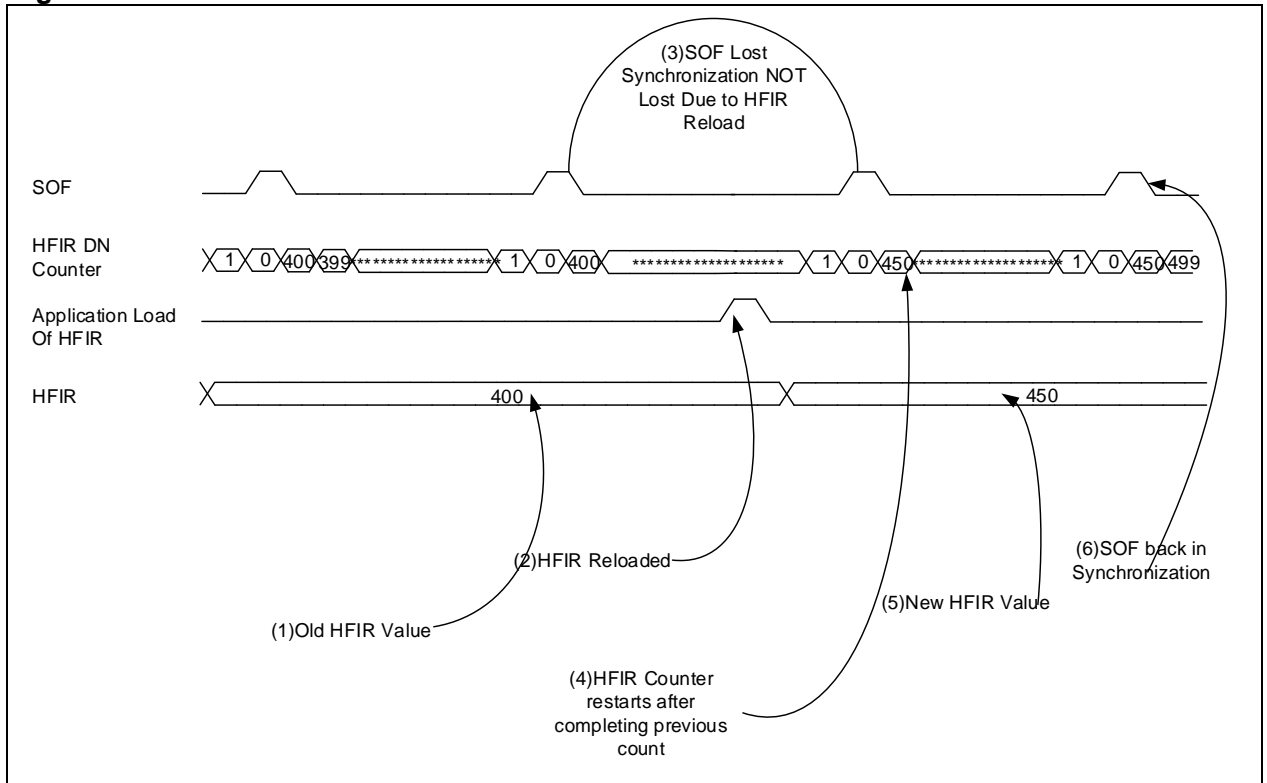 (3)SOF Lost
Synchronization NOT
Lost Due to HFIR
Reload
SOF
HFIR DN
Counter
1 0 400 399 ******************* 1 0 400 ******************* 1 0 450 ******************* 1 0 450 499
Application Load
Of HFIR
HFIR
400
450
(2)HFIR Reloaded
(6)SOF back in
Synchronization
(5)New HFIR Value
(1)Old HFIR Value
(4)HFIR Counter
restarts after
completing previous
count